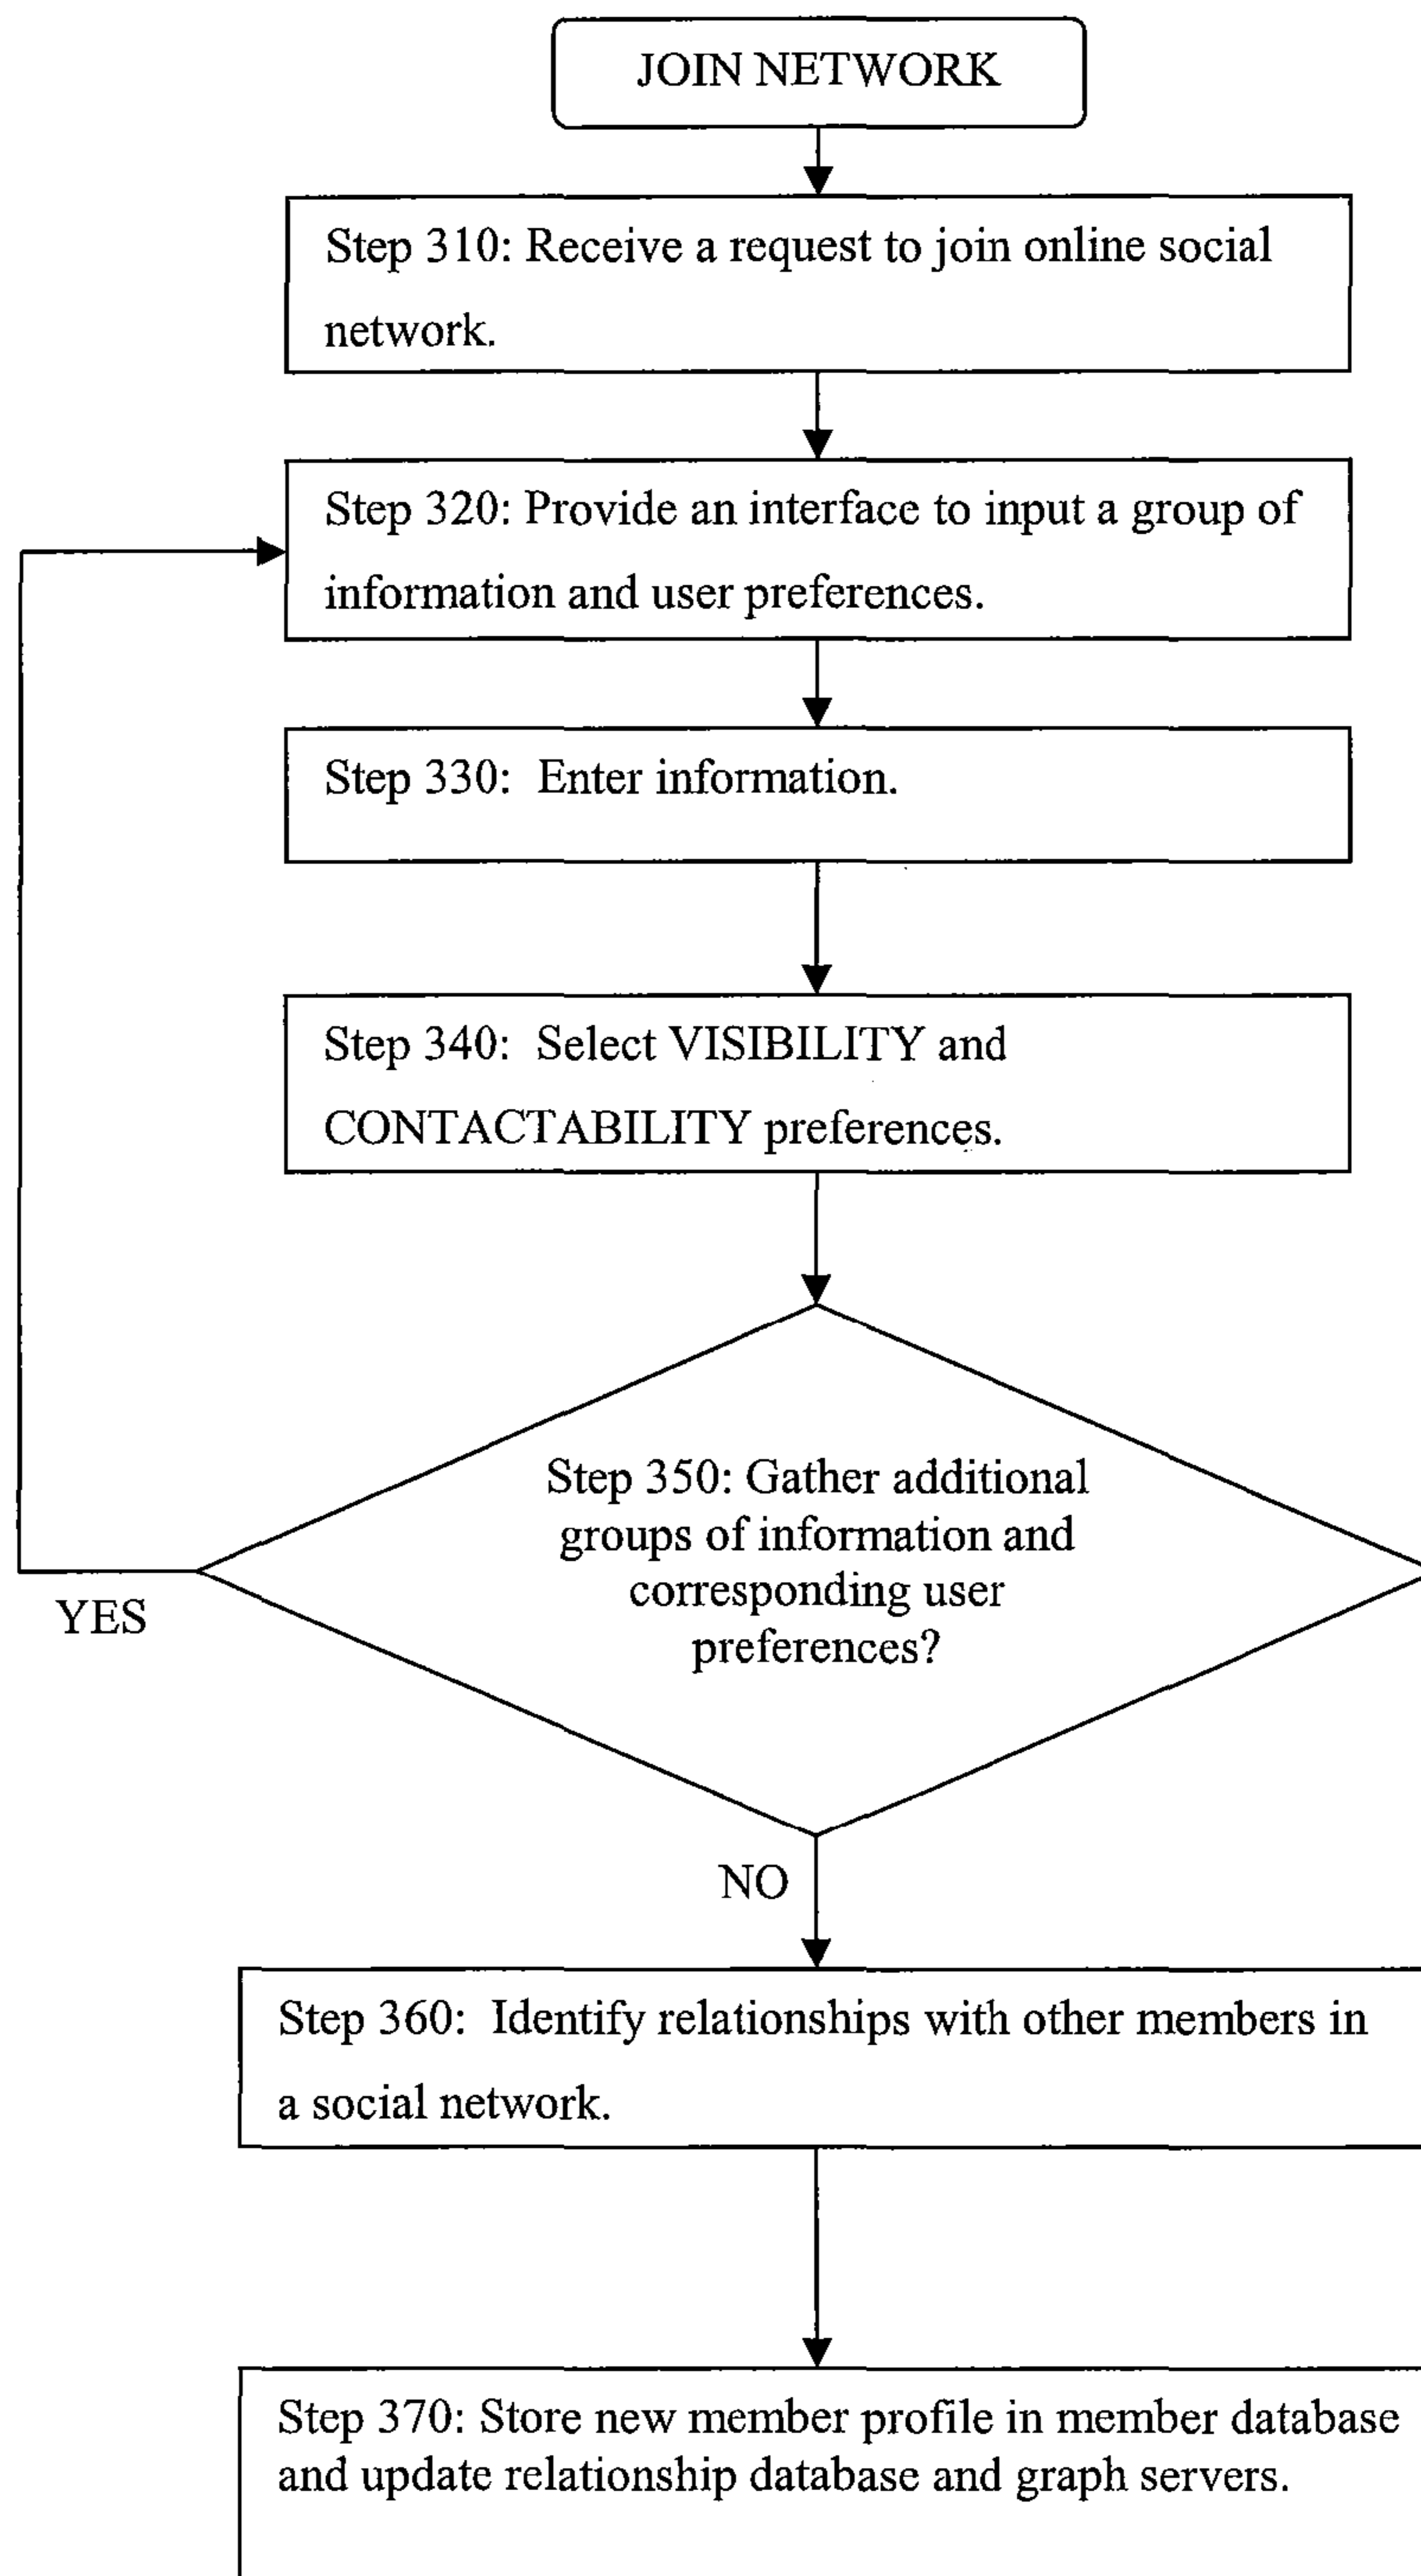 JOIN NETWORK
Step 310: Receive a request to join online social
network.
Step 320: Provide an interface to input a group of
information and user preferences.
Step 330: Enter information.
Step 340: Select VISIBILITY and
CONTACTABILITY preferences.
Step 350: Gather additional
groups of information and
corresponding user
preferences?
YES
NO
Step 360: Identify relationships with other members in
a social network.
Step 370: Store new member profile in member database
and update relationship database and graph servers.